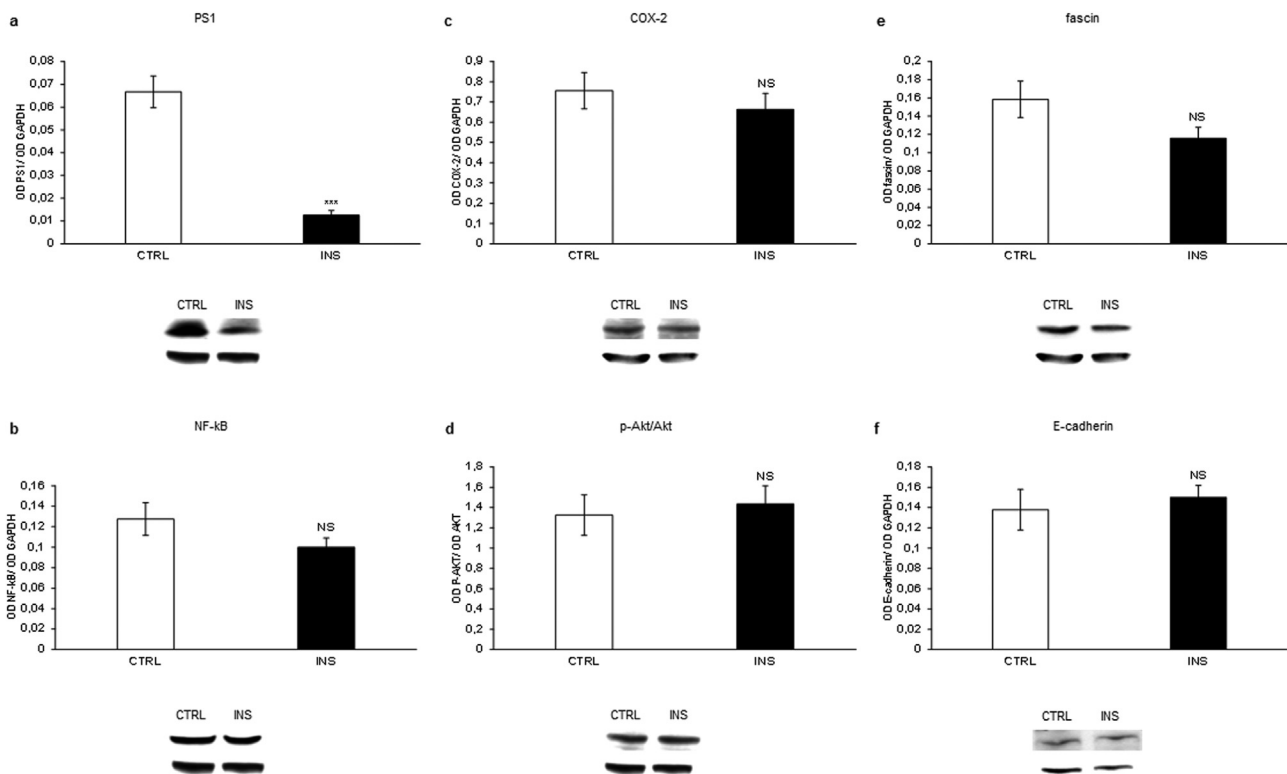 a
PS1
OD PS1/ OD GAPDH
0,08
0,07
0,06
0,05
0,04
0,03
0,02
0,01
0
xxx
CTRL
INS
CTRL INS
c
COX-2
OD COX-2/ OD GAPDH
0,9
0,8
0,7
0,6
0,5
0,4
0,3
0,2
0,1
0
NS
CTRL
INS
CTRL INS
e
fascin
OD fascin/ OD GAPDH
0,2
0,16
0,12
0,1
0,08
0,06
0,04
0,02
0
NS
CTRL
INS
CTRL INS
b
NF-kB
OD NF-kB/ OD GAPDH
0,18
0,16
0,14
0,12
0,1
0,08
0,06
0,04
0,02
0
NS
CTRL
INS
CTRL INS
d
p-Akt/Akt
OD P-AKT/ OD AKT
1,8
1,6
1,4
1,2
1
0,8
0,6
0,4
0,2
0
NS
CTRL
INS
CTRL INS
f
E-cadherin
OD E-cadherin/ OD GAPDH
0,18
0,16
0,14
0,12
0,1
0,08
0,06
0,04
0,02
0
NS
CTRL
INS
CTRL INS